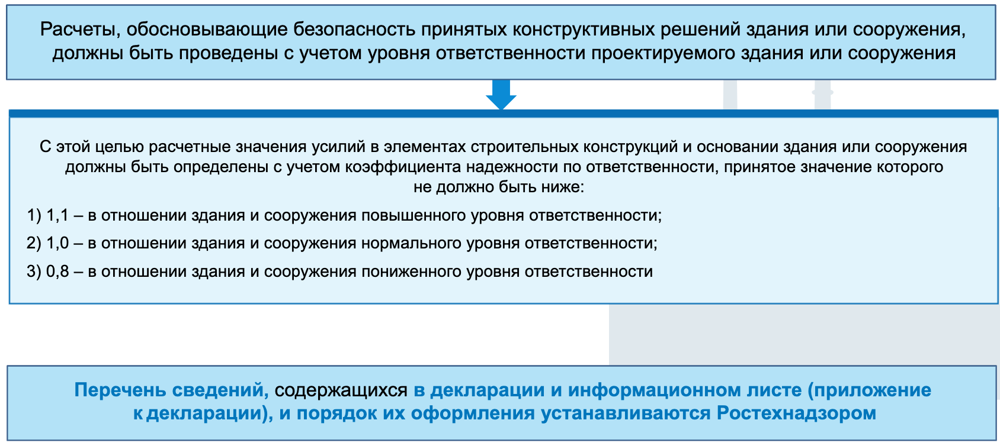 Расчеты, обосновывающие безопасность принятых конструктивных решений здания или сооружения,
должны быть проведены с учетом уровня ответственности проектируемого здания или сооружения
С этой целью расчетные значения усилий в элементах строительных конструкций и основании здания или сооружения
должны быть определены с учетом коэффициента надежности по ответственности, принятое значение которого
не должно быть ниже:
1) 1,1 – в отношении здания и сооружения повышенного уровня ответственности;
2) 1,0 – в отношении здания и сооружения нормального уровня ответственности;
3) 0,8 – в отношении здания и сооружения пониженного уровня ответственности
Перечень сведений, содержащихся в декларации и информационном листе (приложение
к декларации), и порядок их оформления устанавливаются Ростехнадзором